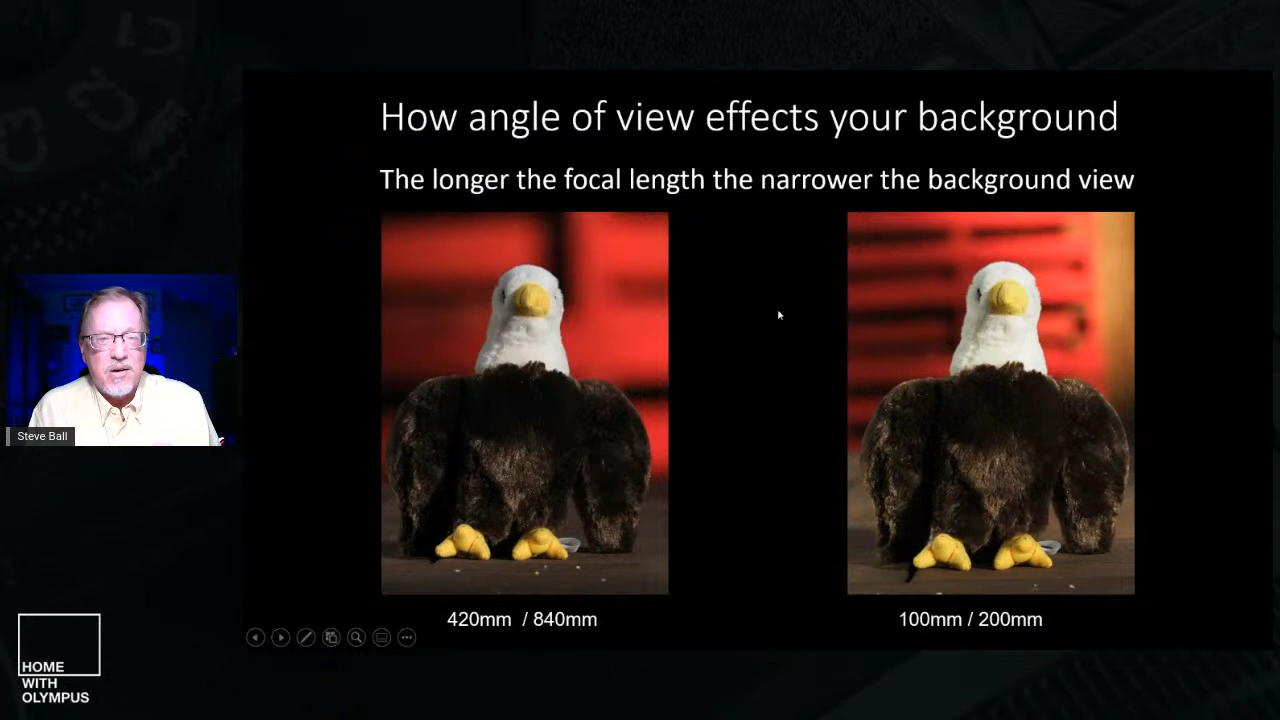 How angle of view effects your background
The longer the focal length the narrower the background view
Steve Ball
420mm / 840mm
100mm / 200mm
HOME
WITH
OLYMPUS